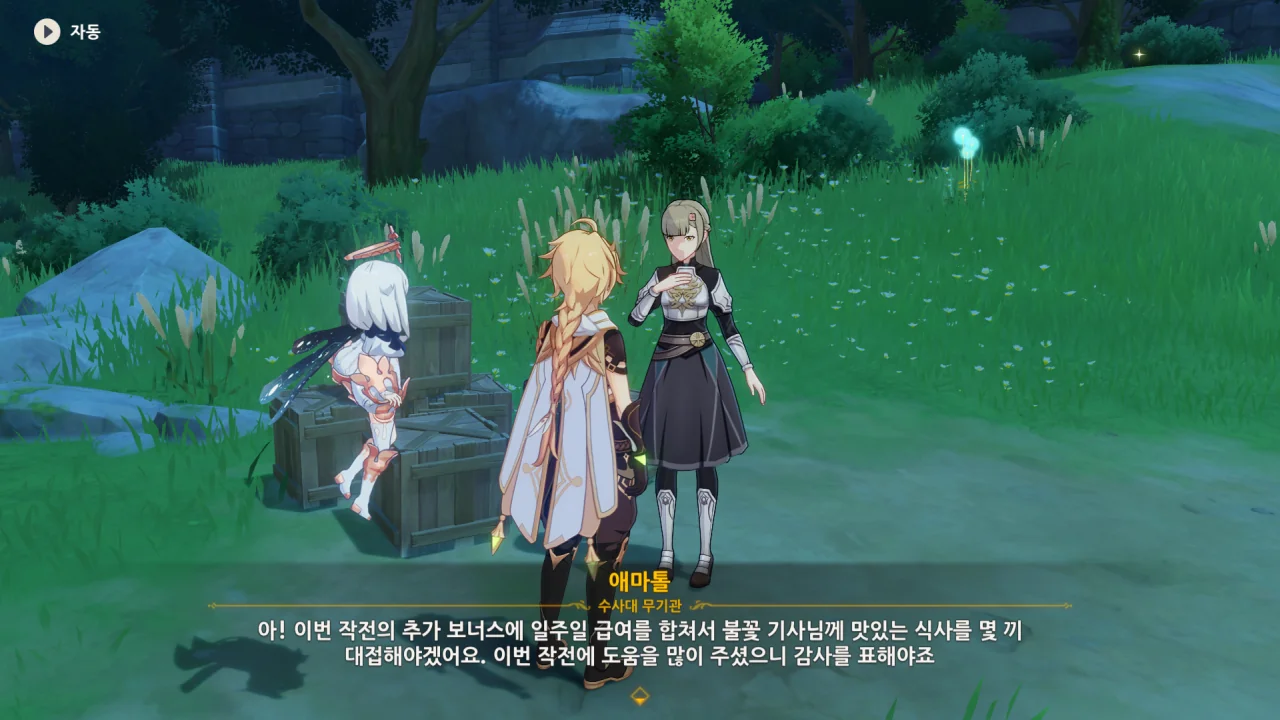 자동
애마톨
수사대 무기관
아! 이번 작전의 추가 보너스에 일주일 급여를 합쳐서 불꽃 기사님께 맛있는 식사를 몇 끼
대접해야겠어요. 이번 작전에 도움을 많이 주셨으니 감사를 표해야죠